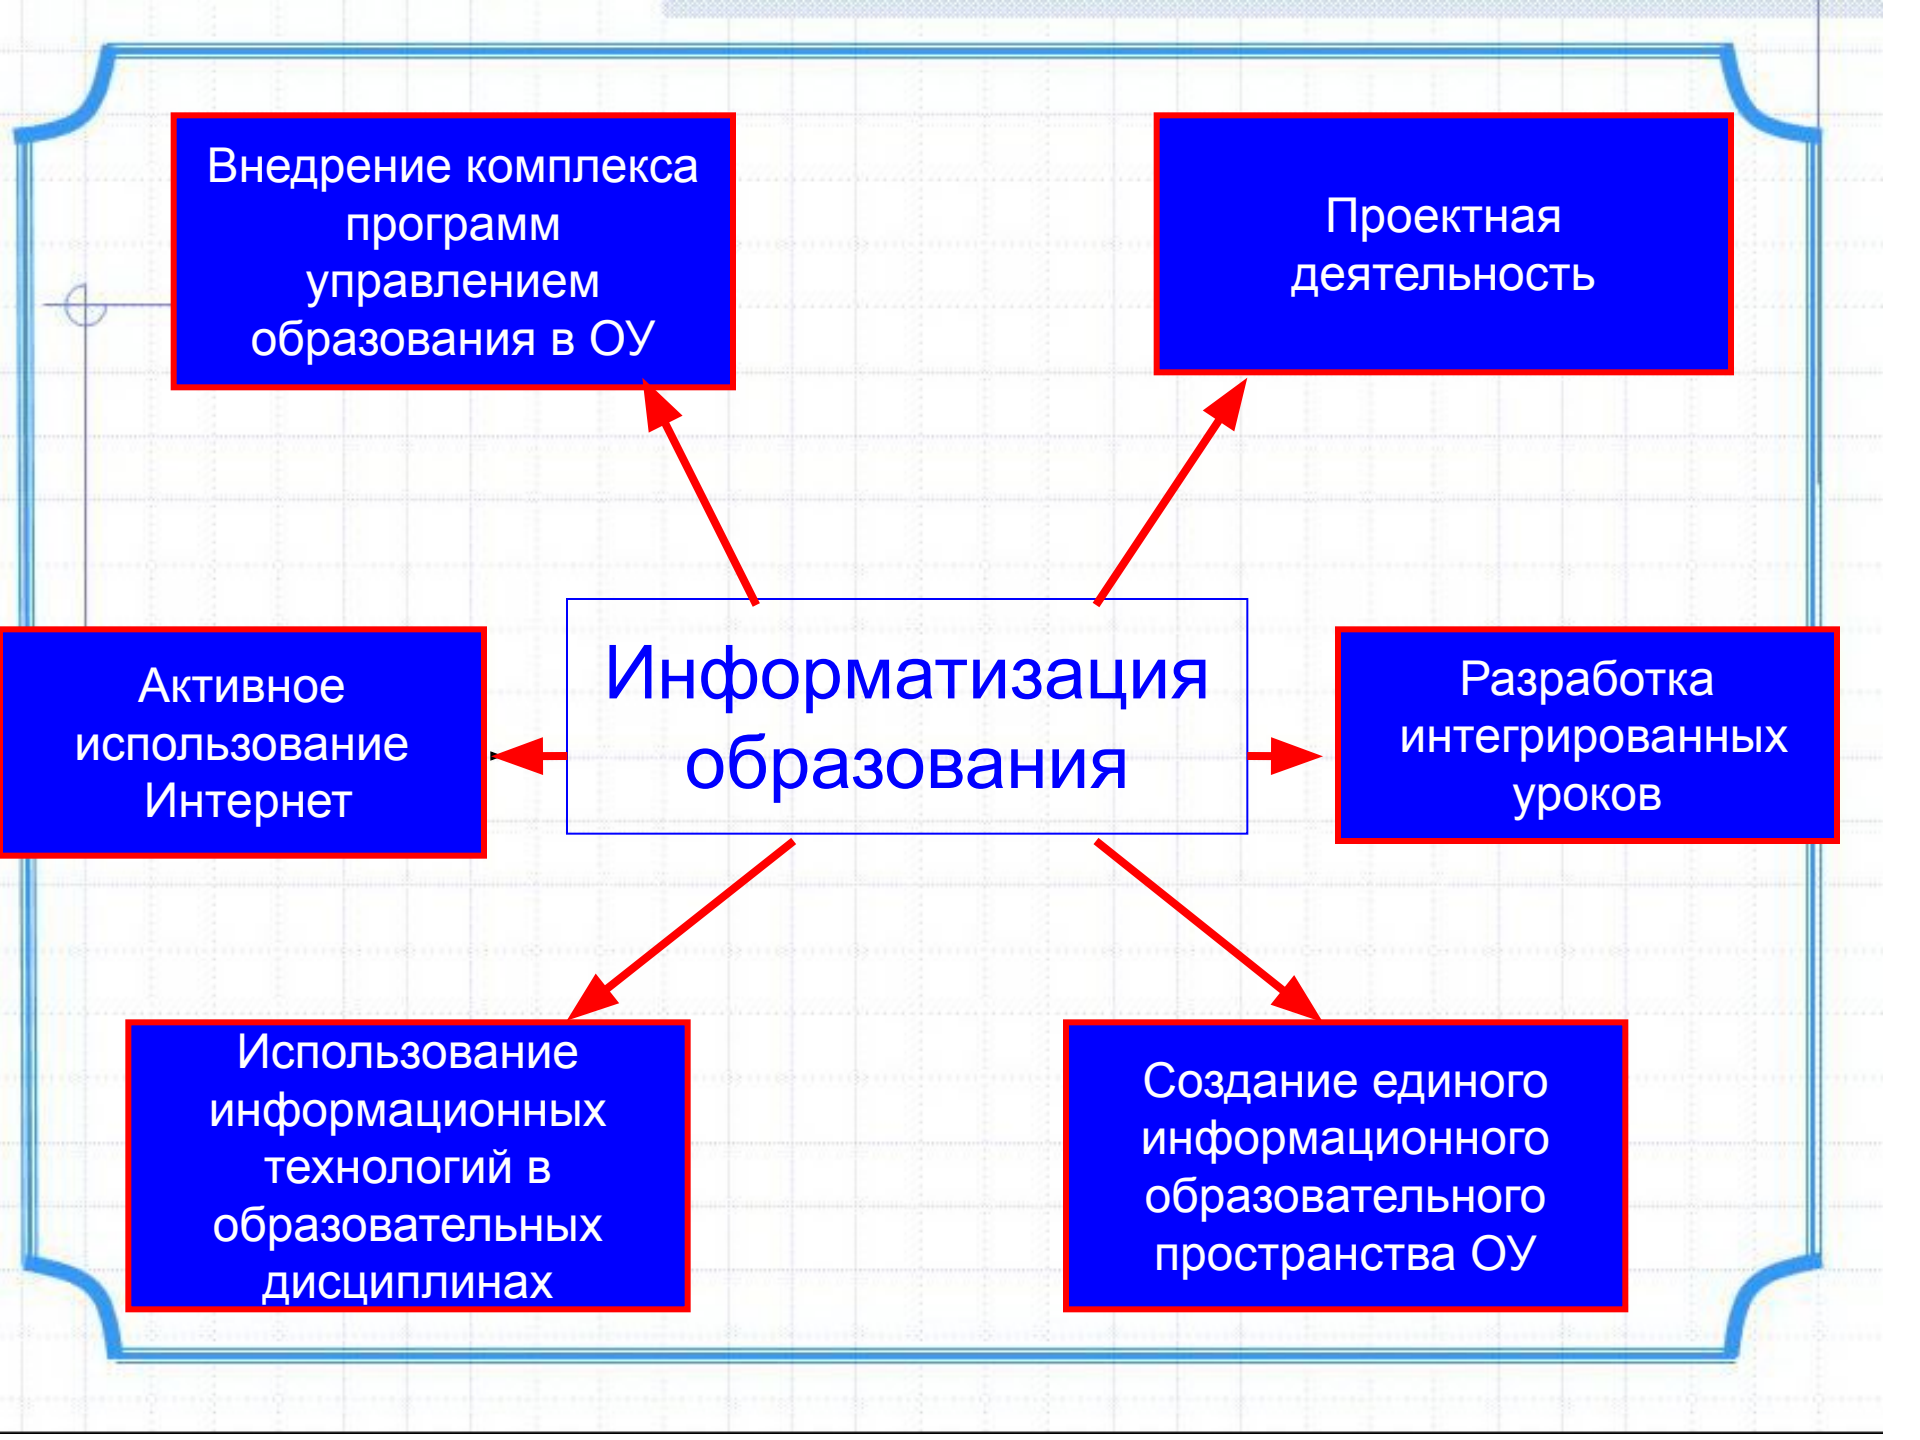 Внедрение комплекса
программ
управлением
образования в ОУ
Проектная
деятельность
Активное
использование
Интернет
Информатизация
образования
Разработка
интегрированных
уроков
Использование
информационных
технологий в
образовательных
дисциплинах
Создание единого
информационного
образовательного
пространства ОУ